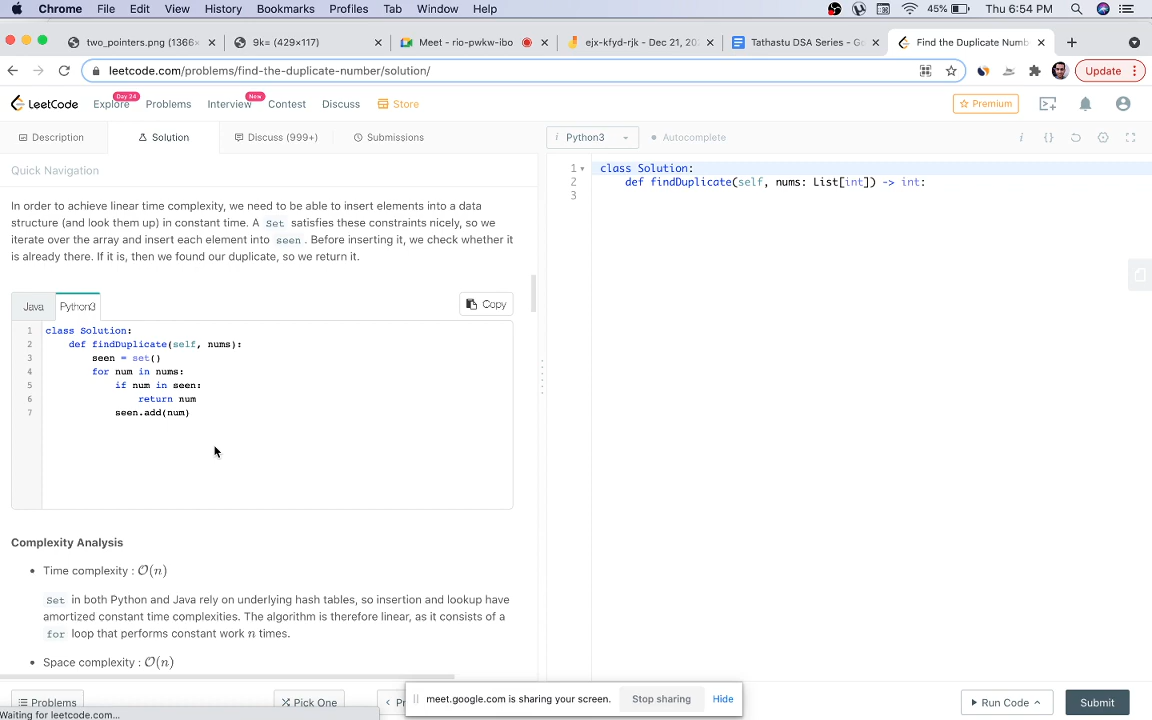 Chrome File Edit View History Bookmarks Profiles Tab Window Help 45% Thu 6:54 PM
two_pointers.png (1366× 9k= (429×117) Meet - rio-pwkw-ibo ejx-kfyd-rjk - Dec 21, 20 Tathastu DSA Series - Go Find the Duplicate Numb
leetcode.com/problems/find-the-duplicate-number/solution/ Update
LeetCode Explore Day 24 Problems Interview New Contest Discuss Store Premium
Description Solution Discuss (999+) Submissions i Python3 Autocomplete i {}
Quick Navigation
In order to achieve linear time complexity, we need to be able to insert elements into a data
structure (and look them up) in constant time. A Set satisfies these constraints nicely, so we
iterate over the array and insert each element into seen . Before inserting it, we check whether it
is already there. If it is, then we found our duplicate, so we return it.
Java Python3 Copy
1 class Solution:
2 def findDuplicate(self, nums):
3 seen = set()
4 for num in nums:
5 if num in seen:
6 return num
7 seen.add(num)
Complexity Analysis
• Time complexity : O(n)
Set in both Python and Java rely on underlying hash tables, so insertion and lookup have
amortized constant time complexities. The algorithm is therefore linear, as it consists of a
for loop that performs constant work n times.
• Space complexity : O(n)
1 class Solution:
2 def findDuplicate(self, nums: List[int]) -> int:
3
Problems Pick One < Pr
meet.google.com is sharing your screen. Stop sharing Hide
Run Code Submit
Waiting for leetcode.com...